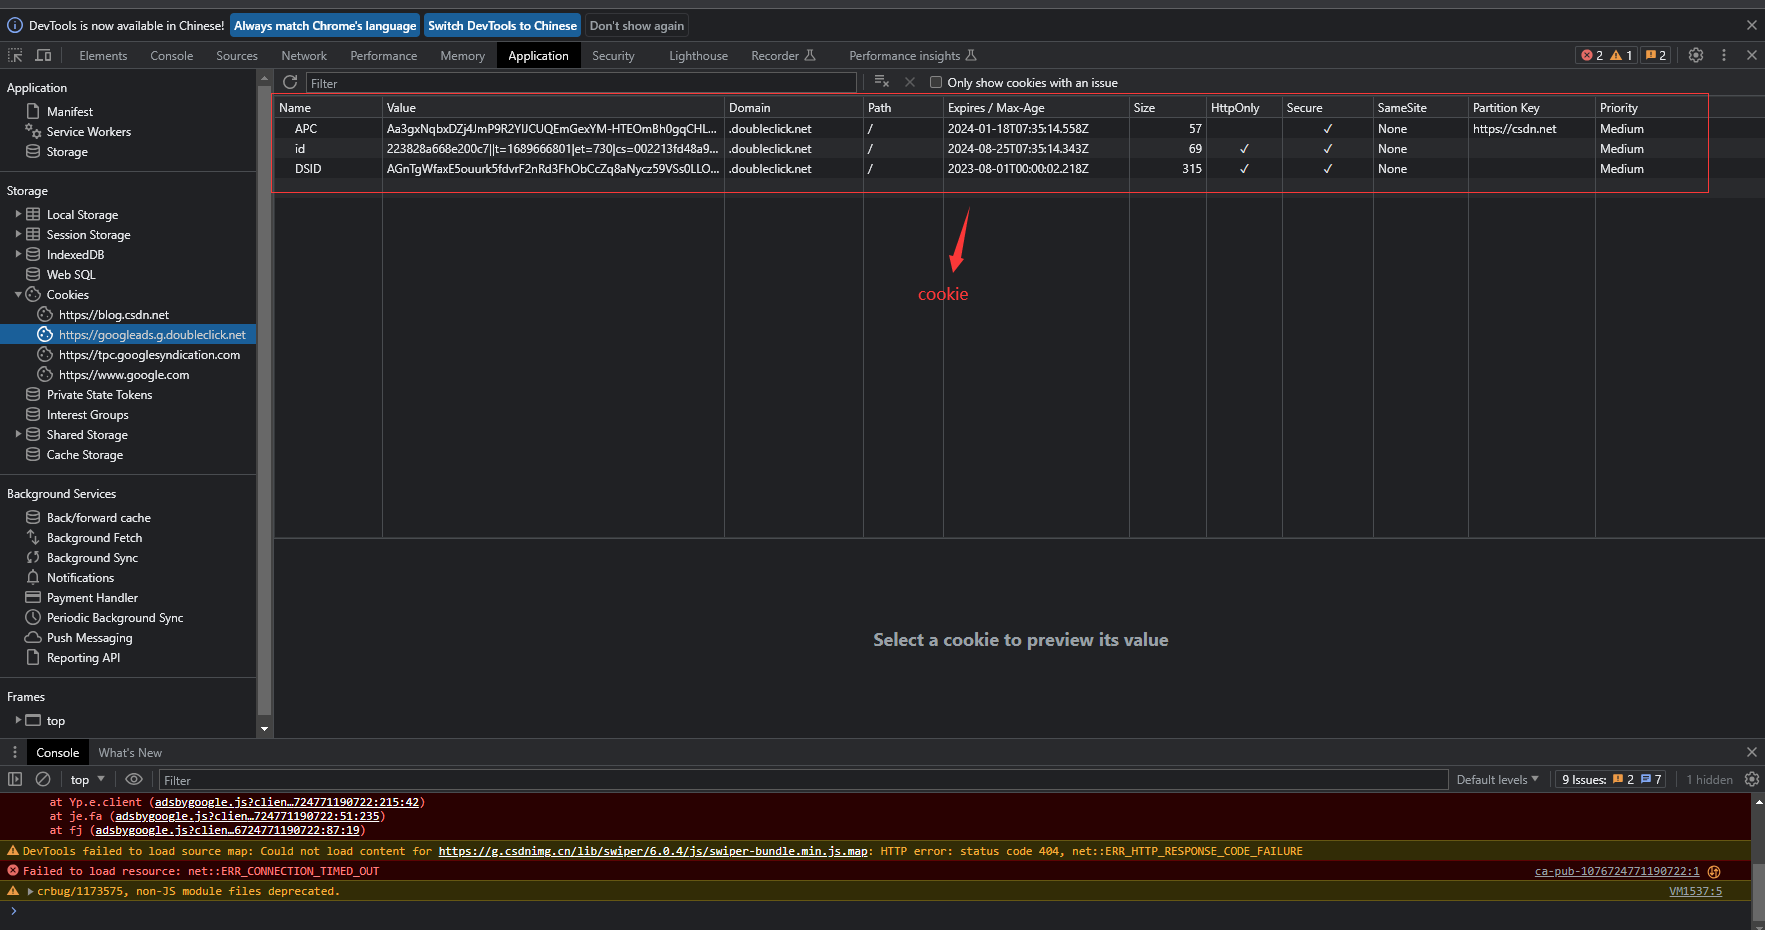 DevTools is now available in Chinese! Always match Chrome's language Switch DevTools to Chinese Don't show again
Elements Console Sources Network Performance Memory Application Security Lighthouse Recorder Performance insights 2 1 2
Application
Manifest
Service Workers
Storage
Storage
Local Storage
Session Storage
IndexedDB
Web SQL
Cookies
https://blog.csdn.net
https://googleads.g.doubleclick.net
https://tpc.googlesyndication.com
https://www.google.com
Private State Tokens
Interest Groups
Shared Storage
Cache Storage
Background Services
Back/forward cache
Background Fetch
Background Sync
Notifications
Payment Handler
Periodic Background Sync
Push Messaging
Reporting API
Frames
top
Filter Only show cookies with an issue
Name Value Domain Path Expires / Max-Age Size HttpOnly Secure SameSite Partition Key Priority
APC Aa3gxNqbxDZj4JmP9R2YlJCUQEmGexYM-HTEOmBh0gqCHL... .doubleclick.net / 2024-01-18T07:35:14.558Z 57 ✓ None https://csdn.net Medium
id 223828a668e200c7||t=1689666801|et=730|cs=002213fd48a9... .doubleclick.net / 2024-08-25T07:35:14.343Z 69 ✓ ✓ None Medium
DSID AGnTgWfaxE5ouurk5fdvrF2nRd3FhObCcZq8aNycz59VSs0LLO... .doubleclick.net / 2023-08-01T00:00:02.218Z 315 ✓ ✓ None Medium
cookie
Select a cookie to preview its value
Console What's New
top Filter Default levels 9 Issues: 2 7 1 hidden
at Yp.e.client (adsbygoogle.js?clien…724771190722:215:42)
at je.fa (adsbygoogle.js?clien…724771190722:51:235)
at fj (adsbygoogle.js?clien…6724771190722:87:19)
DevTools failed to load source map: Could not load content for https://g.csdnimg.cn/lib/swiper/6.0.4/js/swiper-bundle.min.js.map: HTTP error: status code 404, net::ERR_HTTP_RESPONSE_CODE_FAILURE
Failed to load resource: net::ERR_CONNECTION_TIMED_OUT ca-pub-1076724771190722:1
crbug/1173575, non-JS module files deprecated. VM1537:5